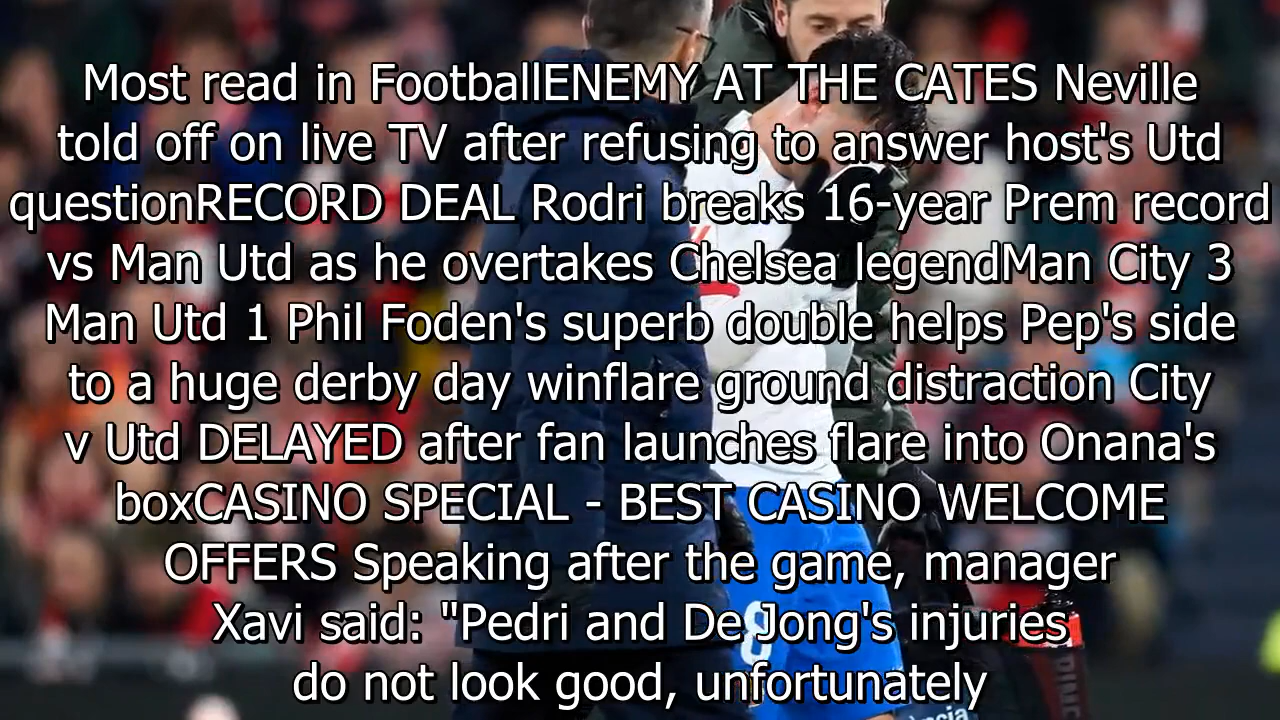 Most read in FootballENEMY AT THE CATES Neville
told off on live TV after refusing to answer host's Utd
questionRECORD DEAL Rodri breaks 16-year Prem record
vs Man Utd as he overtakes Chelsea legendMan City 3
Man Utd 1 Phil Foden's superb double helps Pep's side
to a huge derby day winflare ground distraction City
v Utd DELAYED after fan launches flare into Onana's
boxCASINO SPECIAL - BEST CASINO WELCOME
OFFERS Speaking after the game, manager
Xavi said: "Pedri and De Jong's injuries
do not look good, unfortunately
8